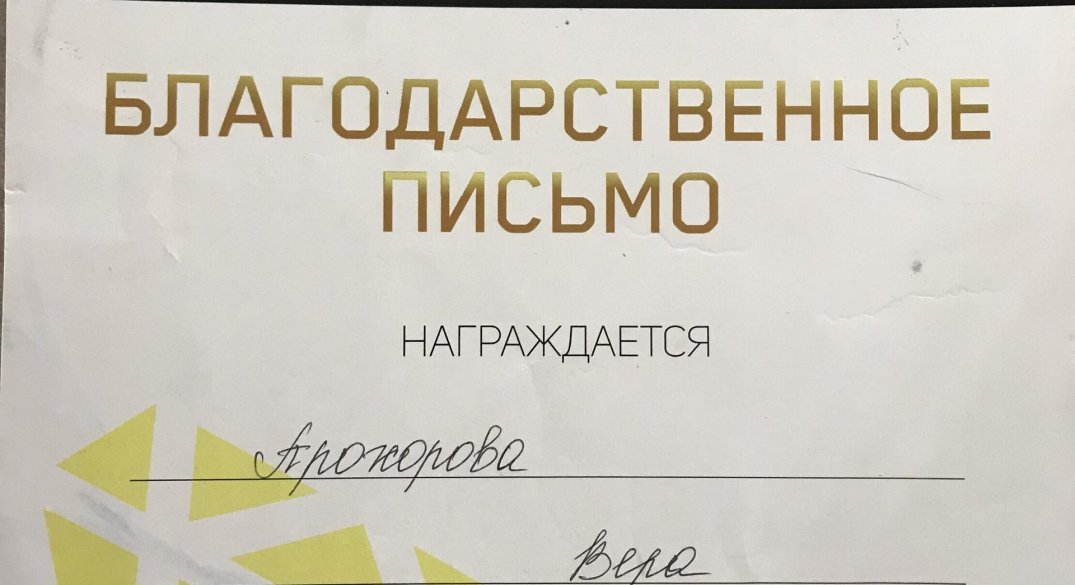 БЛАГОДАРСТВЕННОЕ
ПИСЬМО
НАГРАЖДАЕТСЯ
Прохорова
Вера